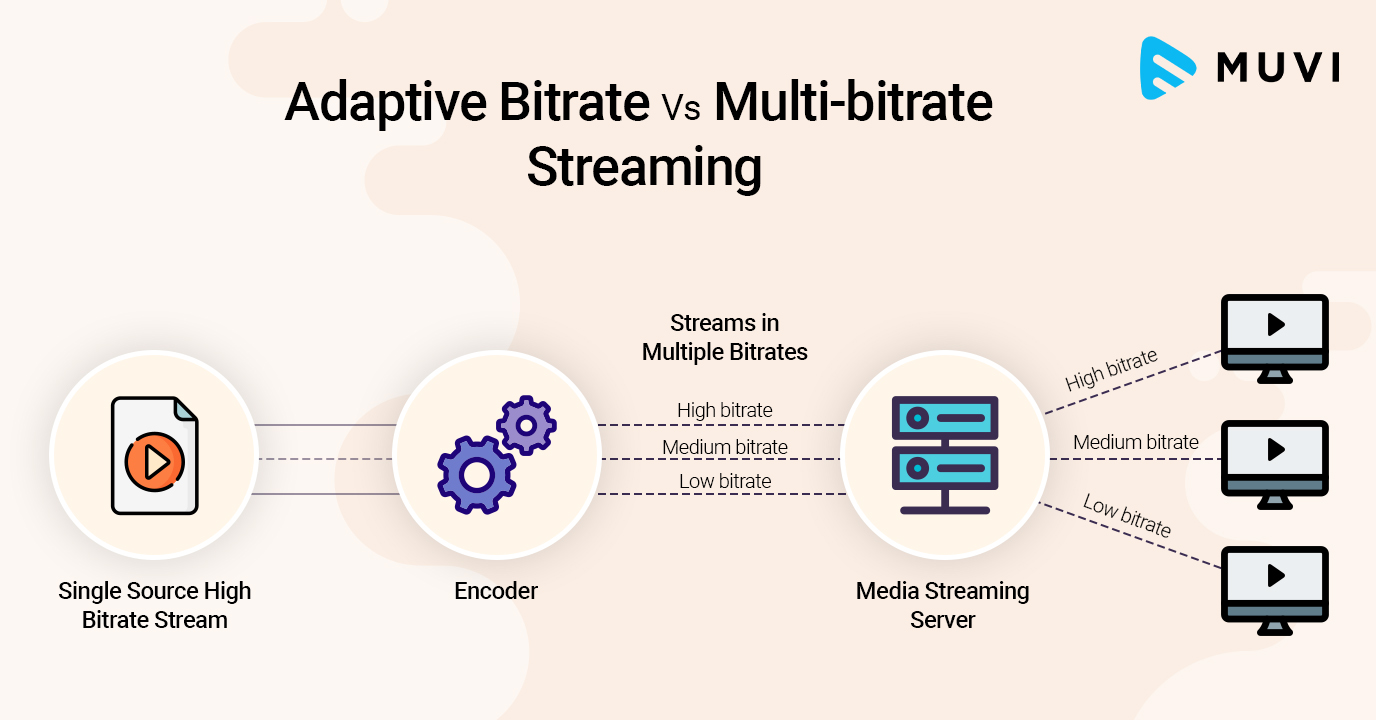 MUVI
Adaptive Bitrate Vs Multi-bitrate
Streaming
Streams in
Multiple Bitrates
High bitrate
Medium bitrate
Low bitrate
High bitrate
Medium bitrate
Low bitrate
Single Source High
Bitrate Stream
Encoder
Media Streaming
Server